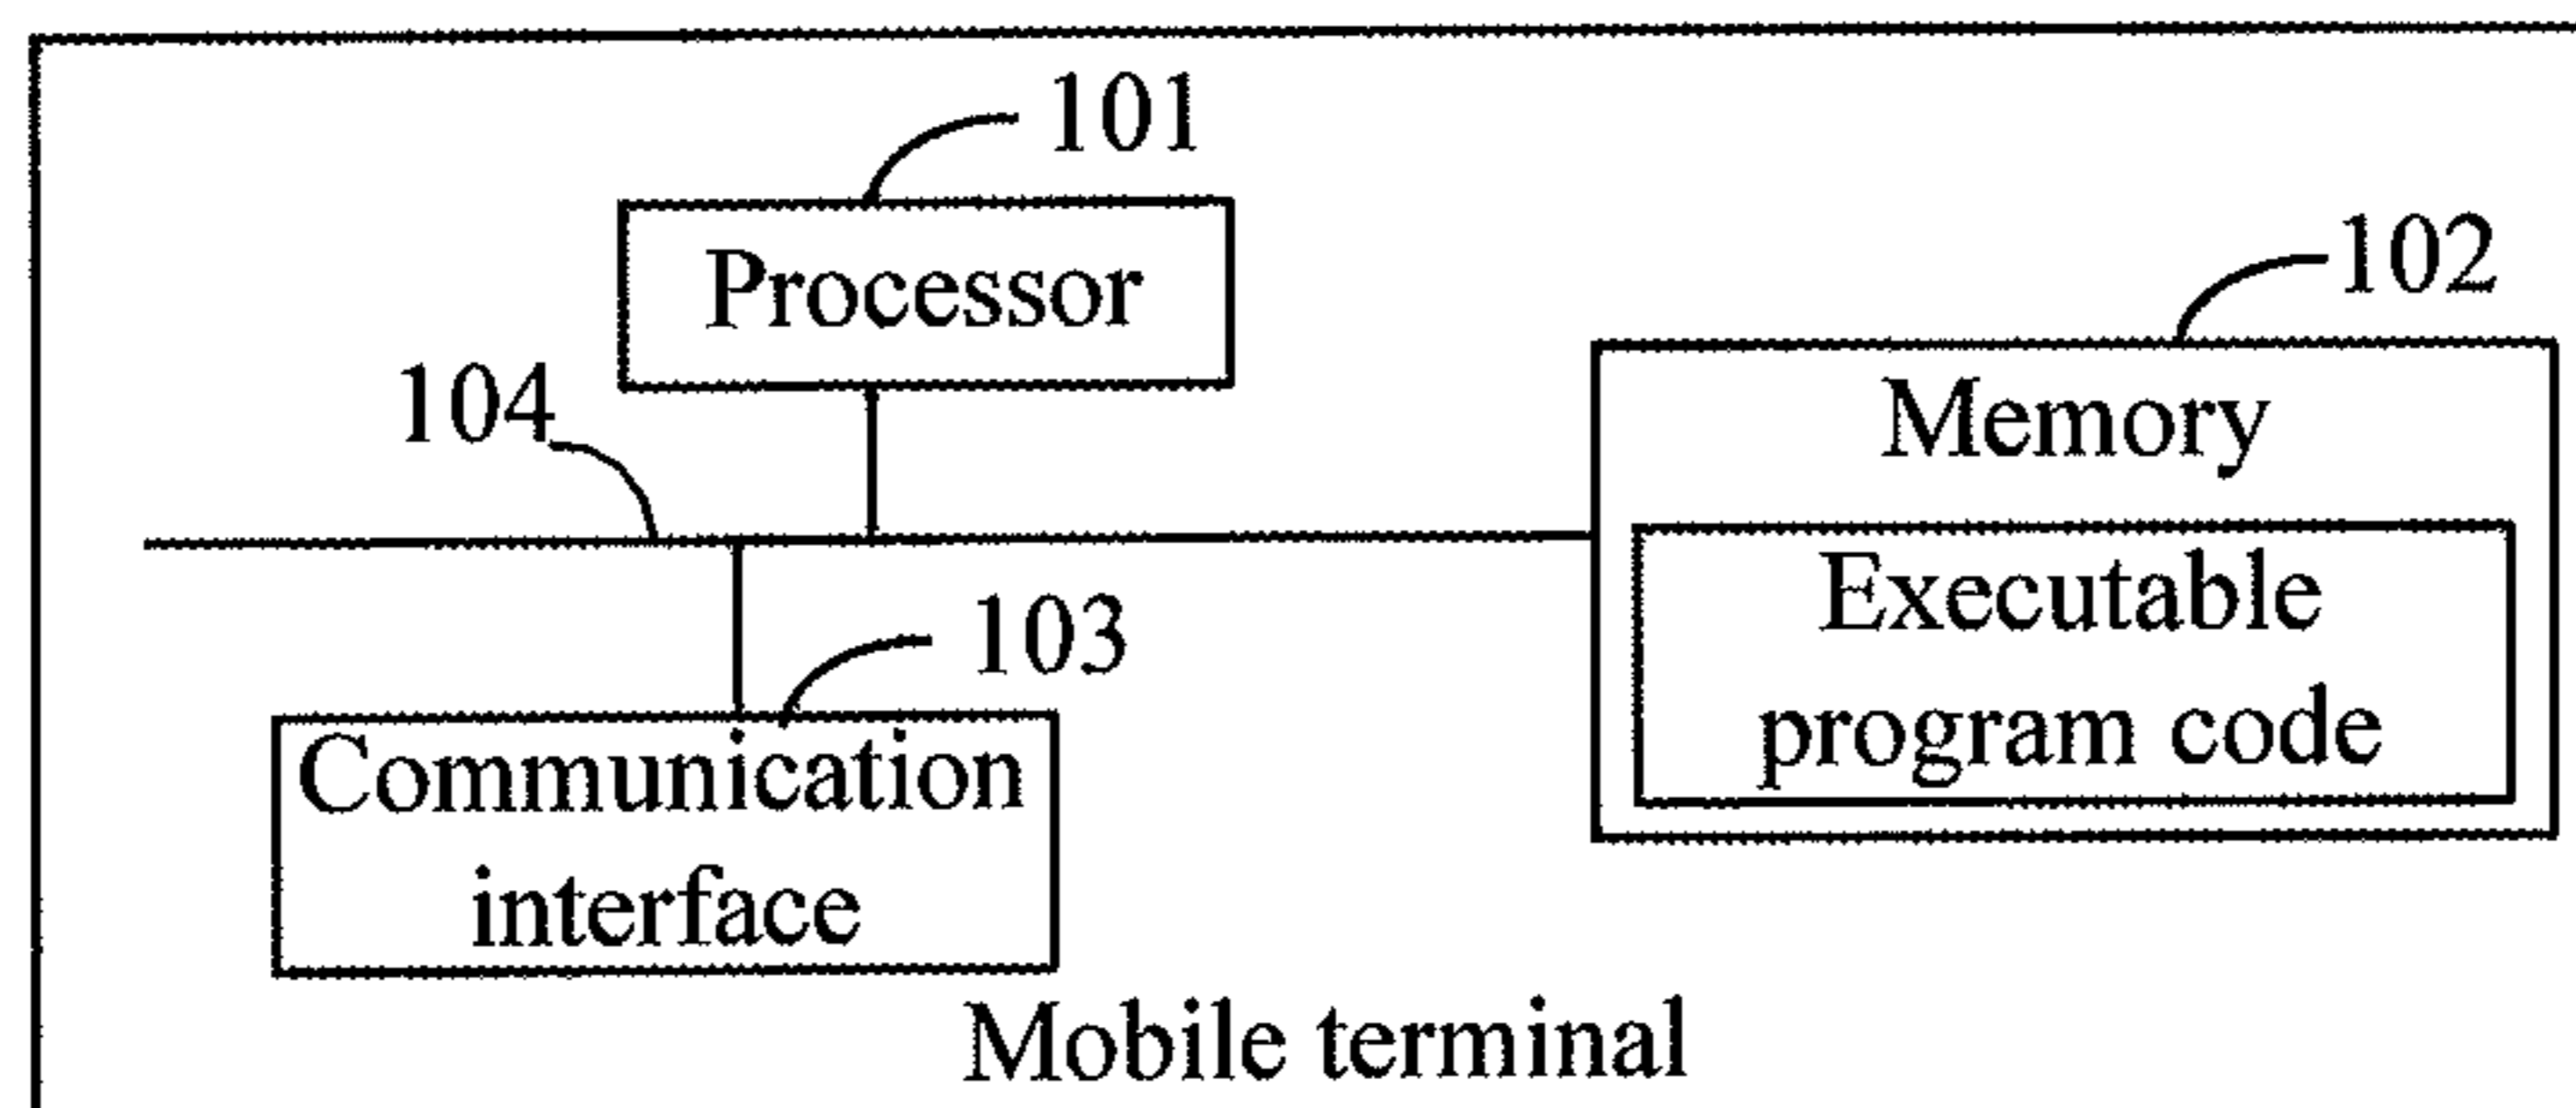 101
Processor
102
104
Memory
Executable
program code
103
Communication
interface
Mobile terminal